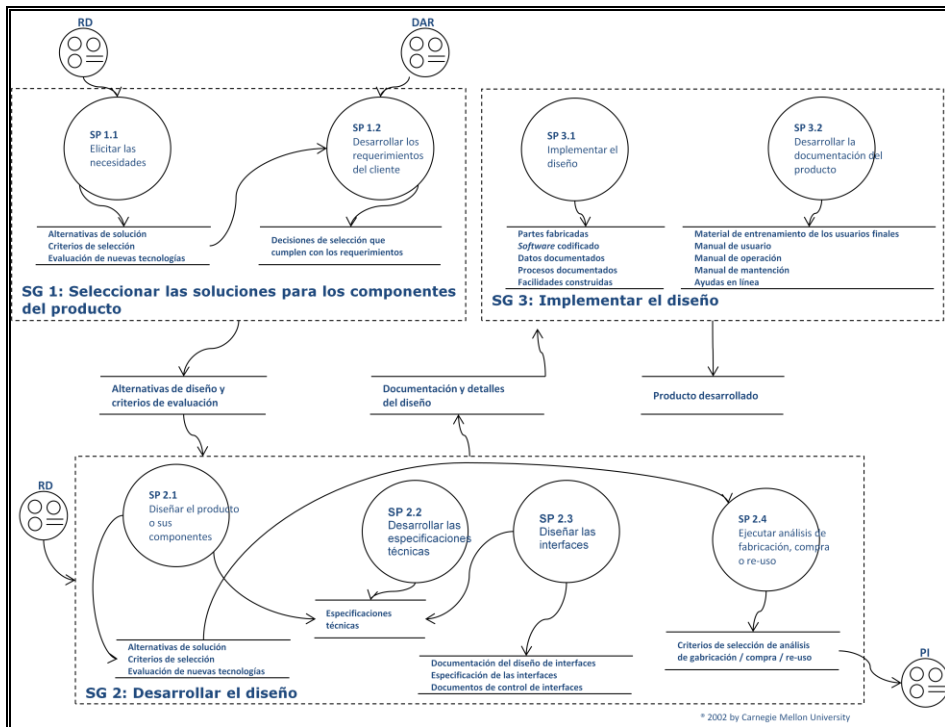 RD
DAR
SP 1.1
Elicitar las
necesidades
SP 1.2
Desarrollar los
requerimientos
del cliente
Alternativas de solución
Criterios de selección
Evaluación de nuevas tecnologías
Decisiones de selección que
cumplen con los requerimientos
SG 1: Seleccionar las soluciones para los componentes
del producto
SP 3.1
Implementar el
diseño
SP 3.2
Desarrollar la
documentación del
producto
Partes fabricadas
Software codificado
Datos documentados
Procesos documentados
Facilidades construidas
Material de entrenamiento de los usuarios finales
Manual de usuario
Manual de operación
Manual de mantención
Ayudas en línea
SG 3: Implementar el diseño
Alternativas de diseño y
criterios de evaluación
Documentación y detalles
del diseño
Producto desarrollado
RD
SP 2.1
Diseñar el producto
o sus
componentes
SP 2.2
Desarrollar las
especificaciones
técnicas
SP 2.3
Diseñar las
interfaces
SP 2.4
Ejecutar análisis de
fabricación, compra
o re-uso
Especificaciones
técnicas
Alternativas de solución
Criterios de selección
Evaluación de nuevas tecnologías
Documentación del diseño de interfaces
Especificación de las interfaces
Documentos de control de interfaces
Criterios de selección de análisis
de gabricación / compra / re-uso
PI
SG 2: Desarrollar el diseño
® 2002 by Carnegie Mellon University